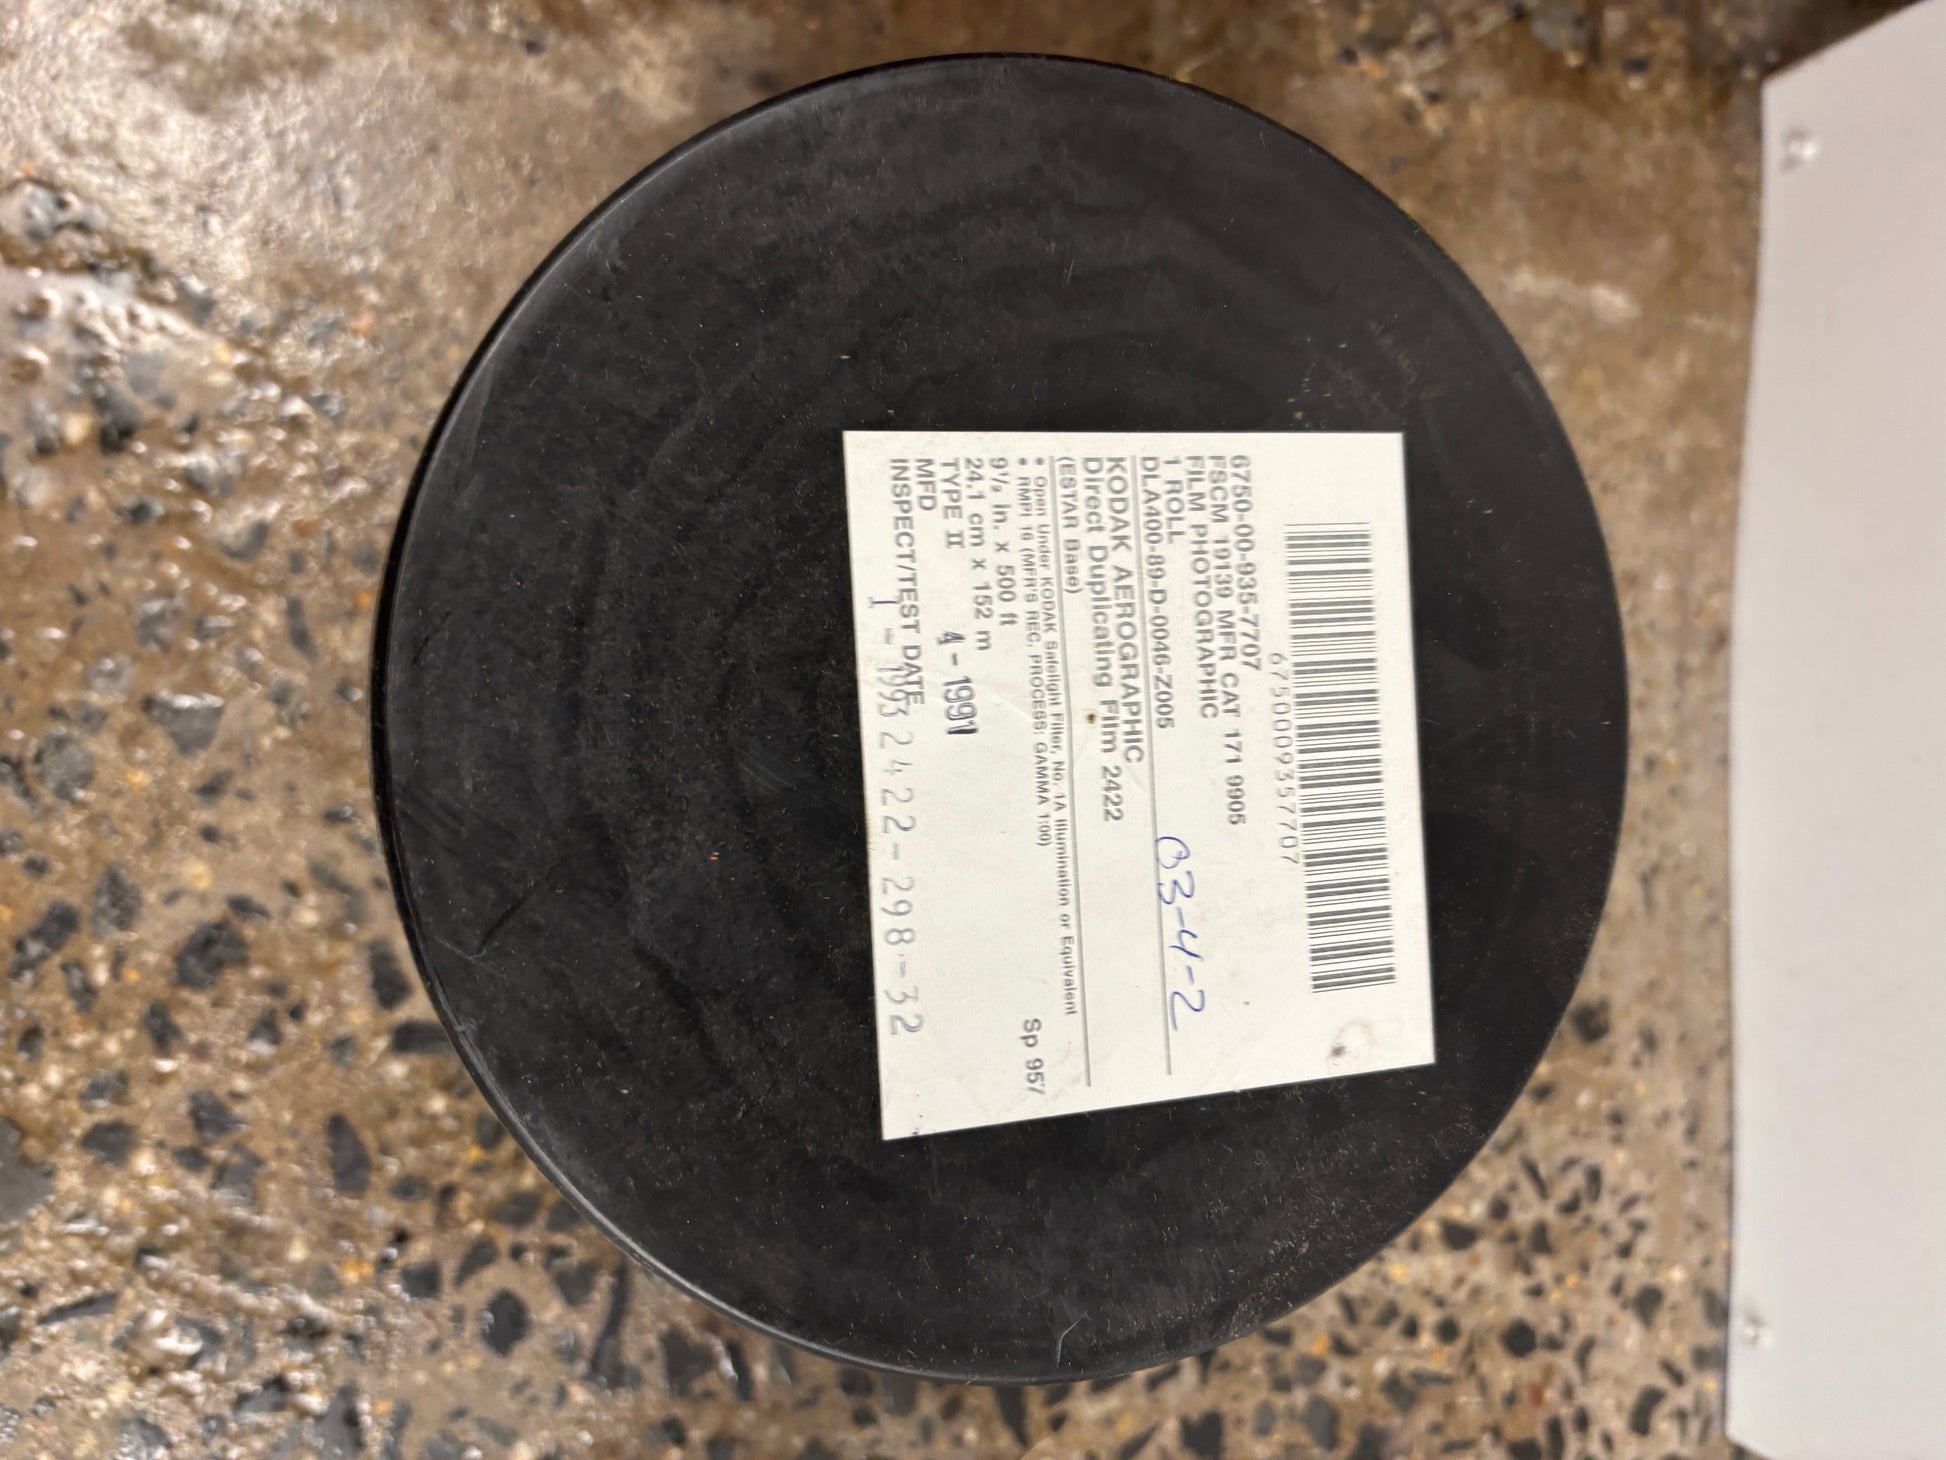 6750009357707
6750-00-935-7707
FSCM 19139 MFR CAT 171 9905
FILM PHOTOGRAPHIC
1 ROLL
DLA400-89-D-0046-Z005
03-4-2
KODAK AEROGRAPHIC
Direct Duplicating Film 2422
(ESTAR Base)
• Open Under KODAK Safelight Filter, No. 1A Illumination or Equivalent
• RMPI 16 (MFR'S REC. PROCESS: GAMMA 1:00)
Sp 957
9½ in. x 500 ft
24.1 cm x 152 m
TYPE II
MFD 4-1991
INSPECT/TEST DATE
1-1993 2422-298-32